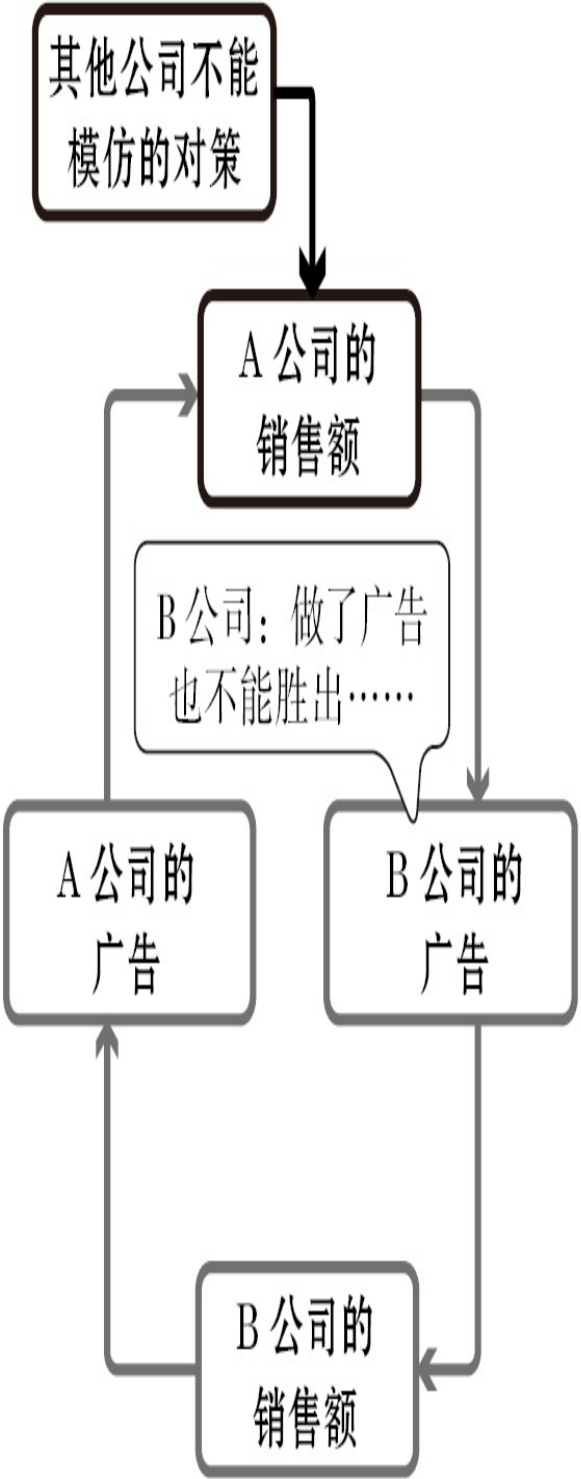 其他公司不能
模仿的对策
A公司的
销售额
B公司：做了广告
也不能胜出……
A公司的
广告
B公司的
广告
B公司的
销售额